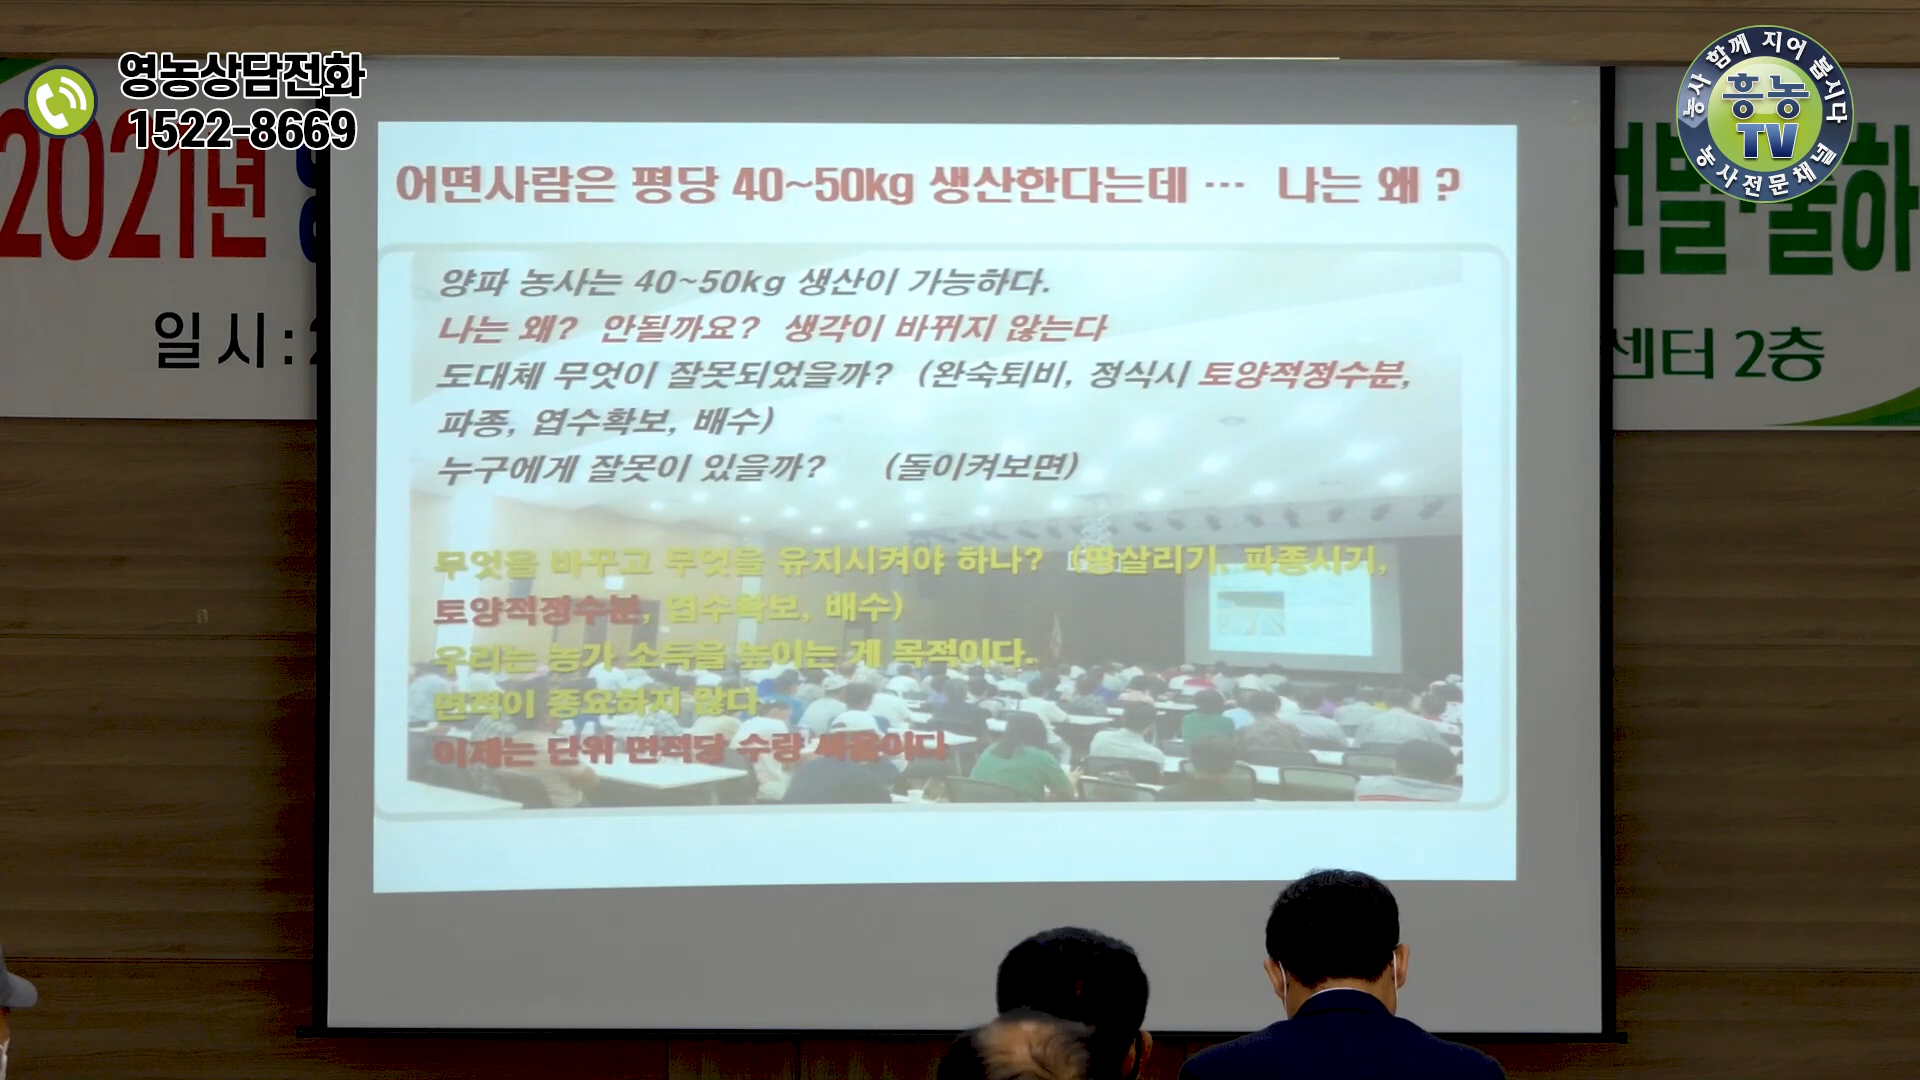 영농상담전화
1522-8669
농사 함께 지어 봅시다
흥농
TV
농사전문채널
2021년
일시:
선별·출하
센터 2층
어떤사람은 평당 40~50kg 생산한다는데 … 나는 왜 ?
양파 농사는 40~50kg 생산이 가능하다.
나는 왜? 안될까요? 생각이 바뀌지 않는다
도대체 무엇이 잘못되었을까? (완숙퇴비, 정식시 토양적정수분,
파종, 엽수확보, 배수)
누구에게 잘못이 있을까? (돌이켜보면)
무엇을 바꾸고 무엇을 유지시켜야 하나? (땅살리기, 파종시기,
토양적정수분, 엽수확보, 배수)
우리는 농가 소득을 높이는 게 목적이다.
면적이 중요하지 않다
이제는 단위 면적당 수량